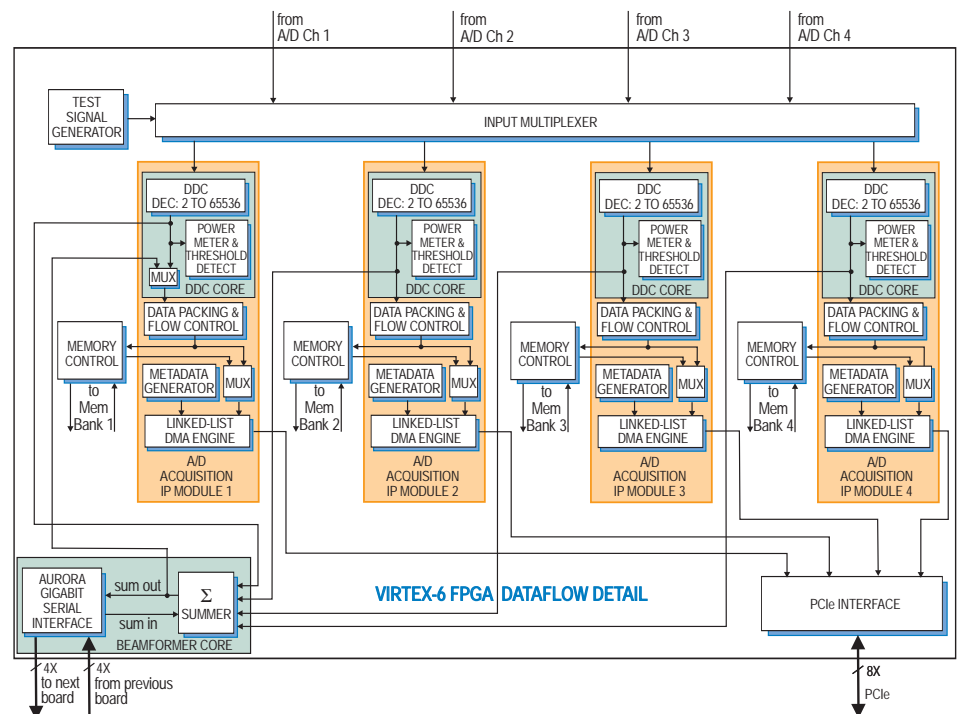 from
A/D Ch 1
from
A/D Ch 2
from
A/D Ch 3
from
A/D Ch 4
TEST
SIGNAL
GENERATOR
INPUT MULTIPLEXER
DDC
DEC: 2 TO 65536
POWER
METER &
THRESHOLD
DETECT
MUX
DDC CORE
DATA PACKING &
FLOW CONTROL
MEMORY
CONTROL
METADATA
GENERATOR
MUX
to
Mem
Bank 1
LINKED-LIST
DMA ENGINE
A/D
ACQUISITION
IP MODULE 1
DDC
DEC: 2 TO 65536
POWER
METER &
THRESHOLD
DETECT
DDC CORE
DATA PACKING &
FLOW CONTROL
MEMORY
CONTROL
METADATA
GENERATOR
MUX
to
Mem
Bank 2
LINKED-LIST
DMA ENGINE
A/D
ACQUISITION
IP MODULE 2
DDC
DEC: 2 TO 65536
POWER
METER &
THRESHOLD
DETECT
DDC CORE
DATA PACKING &
FLOW CONTROL
MEMORY
CONTROL
METADATA
GENERATOR
MUX
to
Mem
Bank 3
LINKED-LIST
DMA ENGINE
A/D
ACQUISITION
IP MODULE 3
DDC
DEC: 2 TO 65536
POWER
METER &
THRESHOLD
DETECT
DDC CORE
DATA PACKING &
FLOW CONTROL
MEMORY
CONTROL
METADATA
GENERATOR
MUX
to
Mem
Bank 4
LINKED-LIST
DMA ENGINE
A/D
ACQUISITION
IP MODULE 4
AURORA
GIGABIT
SERIAL
INTERFACE
sum out
sum in
Σ
SUMMER
BEAMFORMER CORE
VIRTEX-6 FPGA DATAFLOW DETAIL
PCIe INTERFACE
4X
to next
board
4X
from previous
board
8X
PCIe